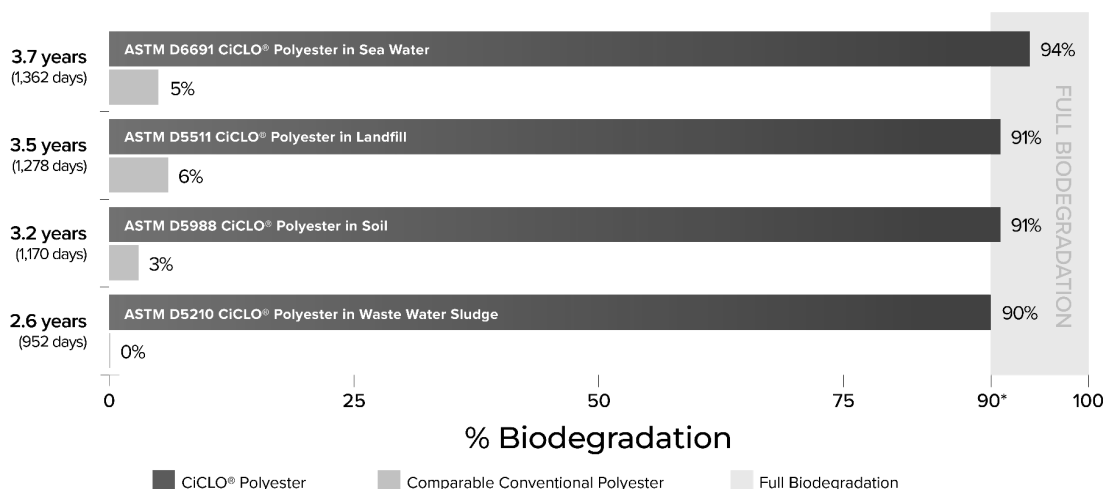 3.7 years
(1,362 days)
ASTM D6691 CiCLO® Polyester in Sea Water
94%
5%
3.5 years
(1,278 days)
ASTM D5511 CiCLO® Polyester in Landfill
91%
6%
3.2 years
(1,170 days)
ASTM D5988 CiCLO® Polyester in Soil
91%
3%
2.6 years
(952 days)
ASTM D5210 CiCLO® Polyester in Waste Water Sludge
90%
0%
FULL BIODEGRADATION
0 25 50 75 90* 100
% Biodegradation
CiCLO® Polyester Comparable Conventional Polyester Full Biodegradation